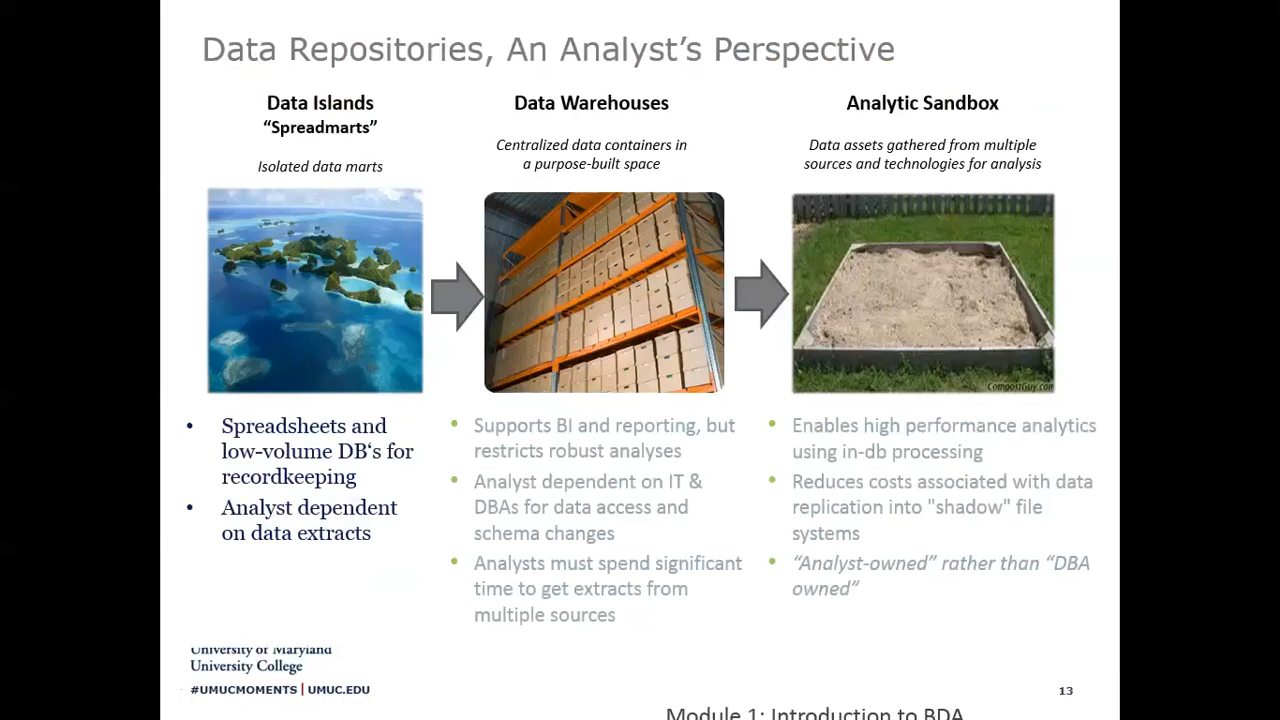 Data Repositories, An Analyst's Perspective
Data Islands
“Spreadmarts”
Isolated data marts
Data Warehouses
Centralized data containers in
a purpose-built space
Analytic Sandbox
Data assets gathered from multiple
sources and technologies for analysis
CompostGuy.com
• Spreadsheets and
low-volume DB‘s for
recordkeeping
• Analyst dependent
on data extracts
• Supports BI and reporting, but
restricts robust analyses
• Analyst dependent on IT &
DBAs for data access and
schema changes
• Analysts must spend significant
time to get extracts from
multiple sources
• Enables high performance analytics
using in-db processing
• Reduces costs associated with data
replication into "shadow" file
systems
• “Analyst-owned” rather than “DBA
owned”
University of Maryland
University College
#UMUCMOMENTS | UMUC.EDU
13
Module 1: Introduction to BDA